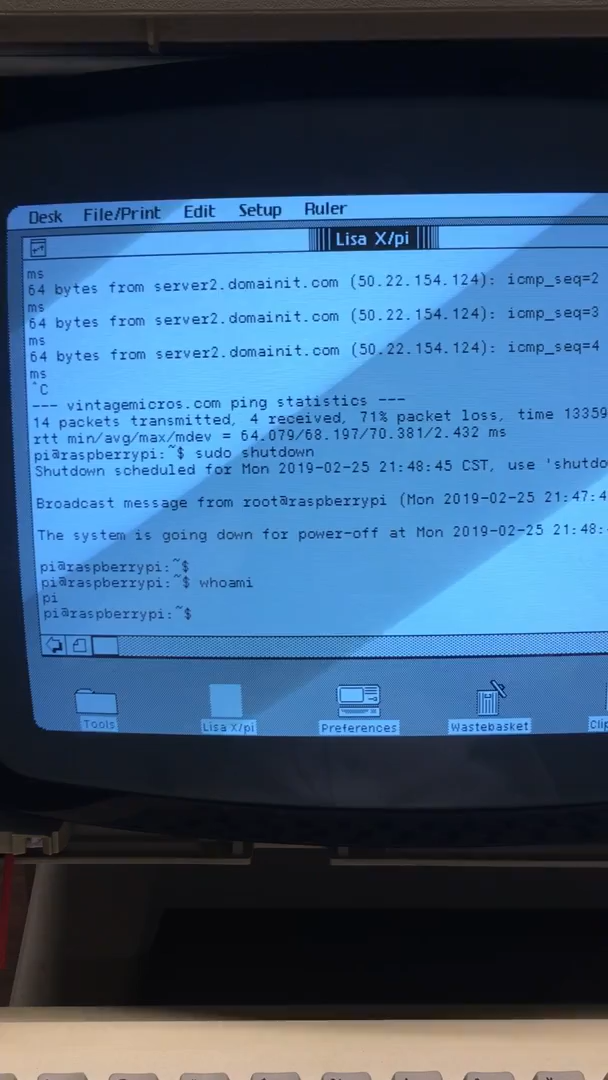 Desk File/Print Edit Setup Ruler
Lisa X/pi
ms
64 bytes from server2.domainit.com (50.22.154.124): icmp_seq=2
ms
64 bytes from server2.domainit.com (50.22.154.124): icmp_seq=3
ms
64 bytes from server2.domainit.com (50.22.154.124): icmp_seq=4
ms
^C
--- vintagemicros.com ping statistics ---
14 packets transmitted, 4 received, 71% packet loss, time 13359
rtt min/avg/max/mdev = 64.079/68.197/70.381/2.432 ms
pi@raspberrypi:~$ sudo shutdown
Shutdown scheduled for Mon 2019-02-25 21:48:45 CST, use 'shutdo
Broadcast message from root@raspberrypi (Mon 2019-02-25 21:47:4
The system is going down for power-off at Mon 2019-02-25 21:48:
pi@raspberrypi:~$
pi@raspberrypi:~$ whoami
pi
pi@raspberrypi:~$
Tools Lisa X/pi Preferences Wastebasket Clip